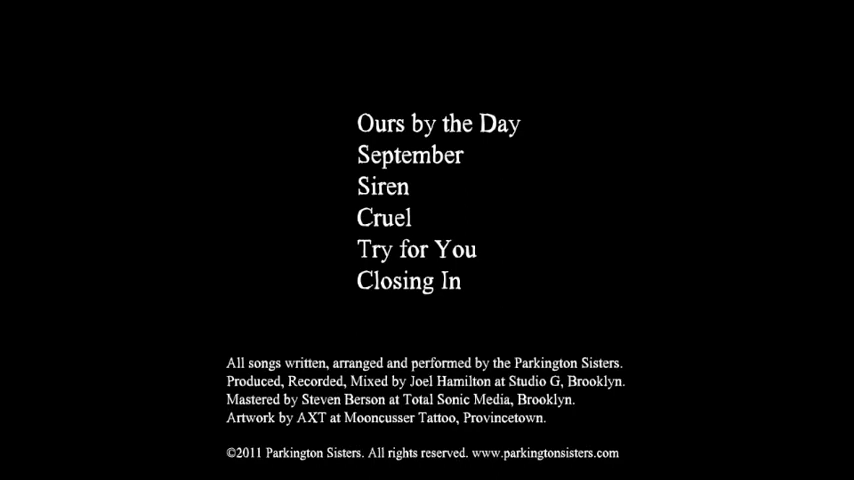 Ours by the Day
September
Siren
Cruel
Try for You
Closing In
All songs written, arranged and performed by the Parkington Sisters.
Produced, Recorded, Mixed by Joel Hamilton at Studio G, Brooklyn.
Mastered by Steven Berson at Total Sonic Media, Brooklyn.
Artwork by AXT at Mooncusser Tattoo, Provincetown.
©2011 Parkington Sisters. All rights reserved. www.parkingtonsisters.com